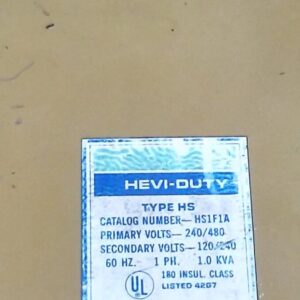 HEVI-DUTY
TYPE HS
CATALOG NUMBER— HS1F1A
PRIMARY VOLTS— 240/480
SECONDARY VOLTS— 120/240
60 HZ. 1 PH. 1.0 KVA
180 INSUL. CLASS
UL LISTED 42G7